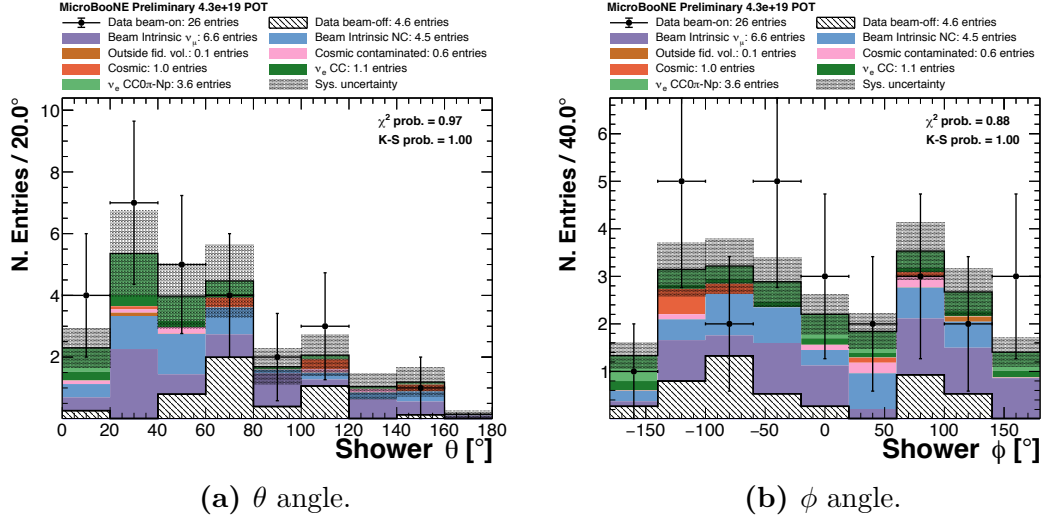 MicroBooNE Preliminary 4.3e+19 POT
Data beam-on: 26 entries
Data beam-off: 4.6 entries
Beam Intrinsic νμ: 6.6 entries
Beam Intrinsic NC: 4.5 entries
Outside fid. vol.: 0.1 entries
Cosmic contaminated: 0.6 entries
Cosmic: 1.0 entries
νe CC: 1.1 entries
νe CC0π-Np: 3.6 entries
Sys. uncertainty
χ² prob. = 0.97
K-S prob. = 1.00
N. Entries / 20.0°
10
8
6
4
2
0 20 40 60 80 100 120 140 160 180
Shower θ [°]
(a) θ angle.
MicroBooNE Preliminary 4.3e+19 POT
Data beam-on: 26 entries
Data beam-off: 4.6 entries
Beam Intrinsic νμ: 6.6 entries
Beam Intrinsic NC: 4.5 entries
Outside fid. vol.: 0.1 entries
Cosmic contaminated: 0.6 entries
Cosmic: 1.0 entries
νe CC: 1.1 entries
νe CC0π-Np: 3.6 entries
Sys. uncertainty
χ² prob. = 0.88
K-S prob. = 1.00
N. Entries / 40.0°
6
5
4
3
2
1
−150 −100 −50 0 50 100 150
Shower ϕ [°]
(b) ϕ angle.